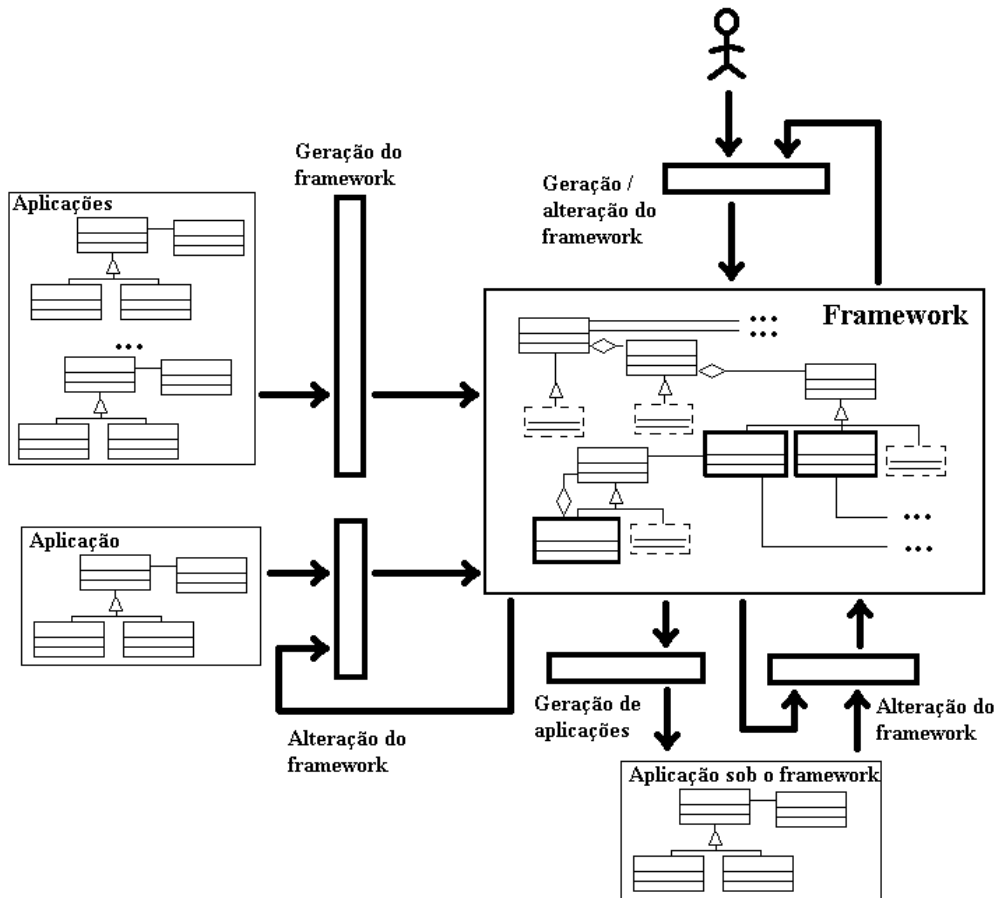 Geração do
framework
Geração /
alteração do
framework
Aplicações
Framework
Aplicação
Alteração do
framework
Geração de
aplicações
Alteração do
framework
Aplicação sob o framework